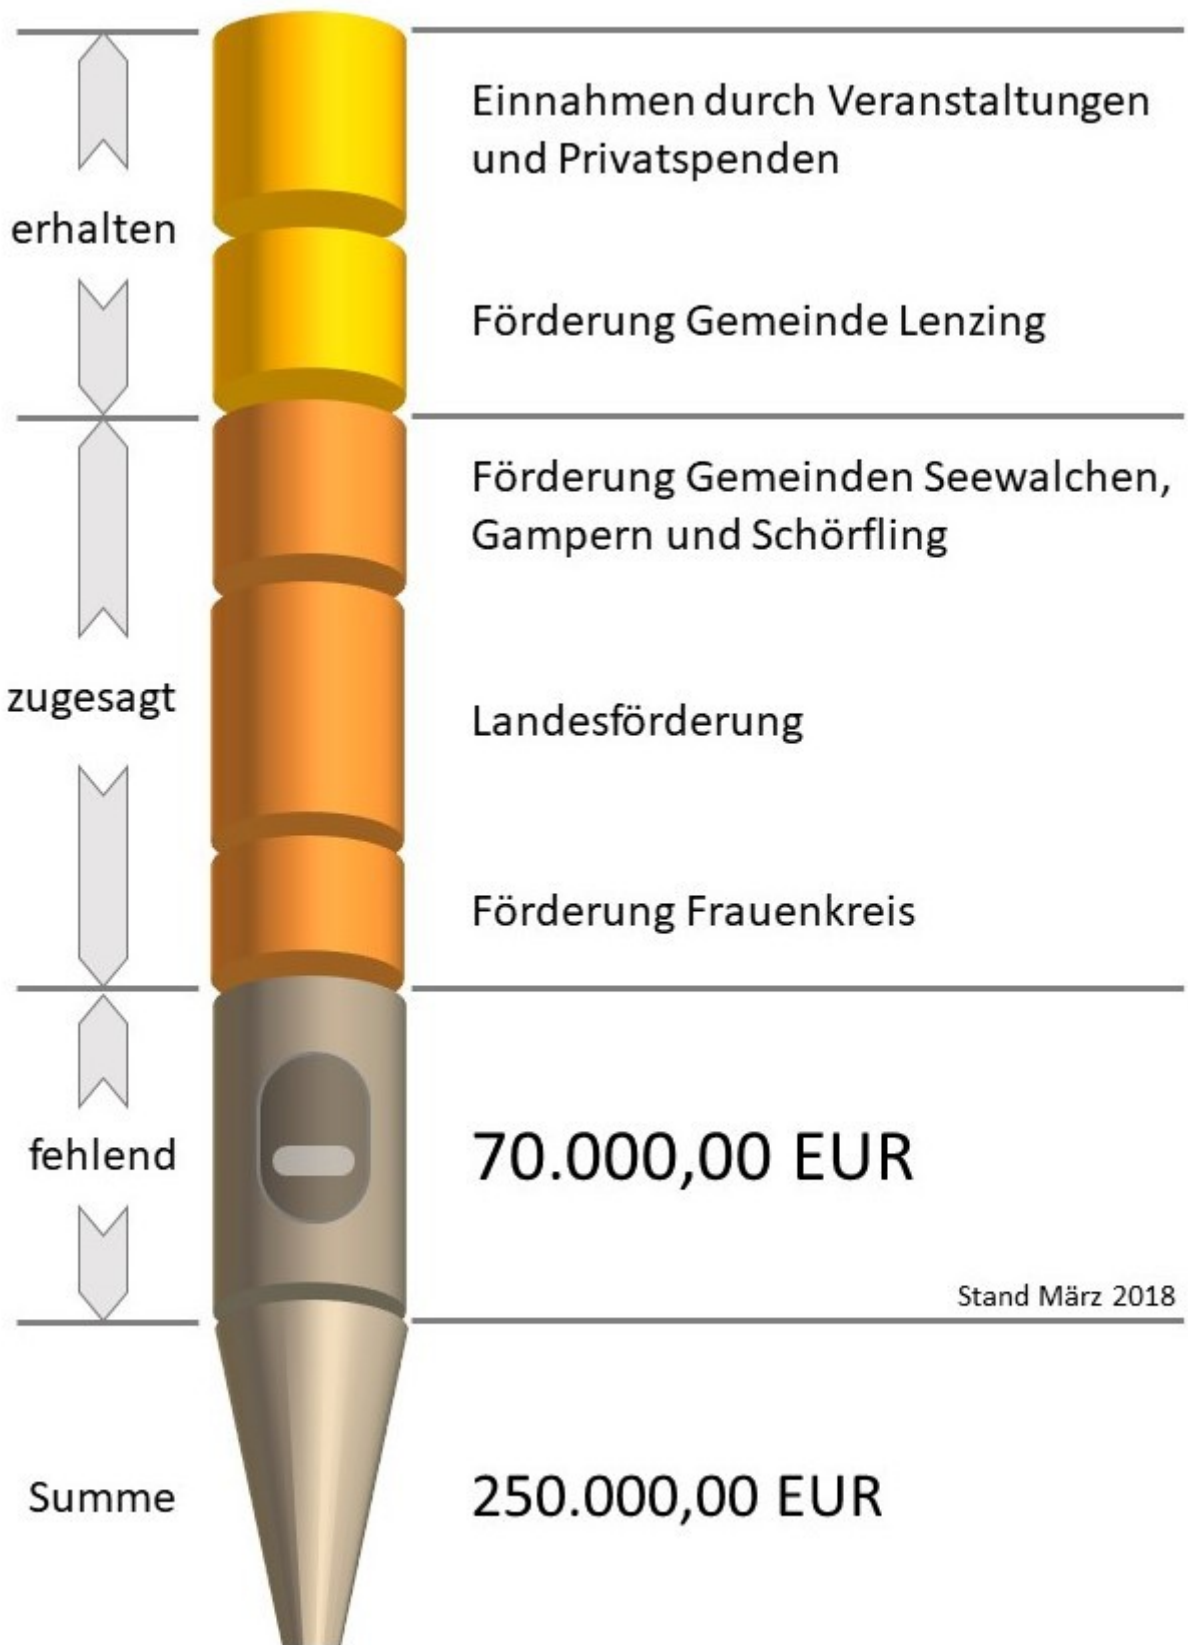 erhalten
Einnahmen durch Veranstaltungen
und Privatspenden
Förderung Gemeinde Lenzing
zugesagt
Förderung Gemeinden Seewalchen,
Gampern und Schörfling
Landesförderung
Förderung Frauenkreis
fehlend
70.000,00 EUR
Stand März 2018
Summe
250.000,00 EUR